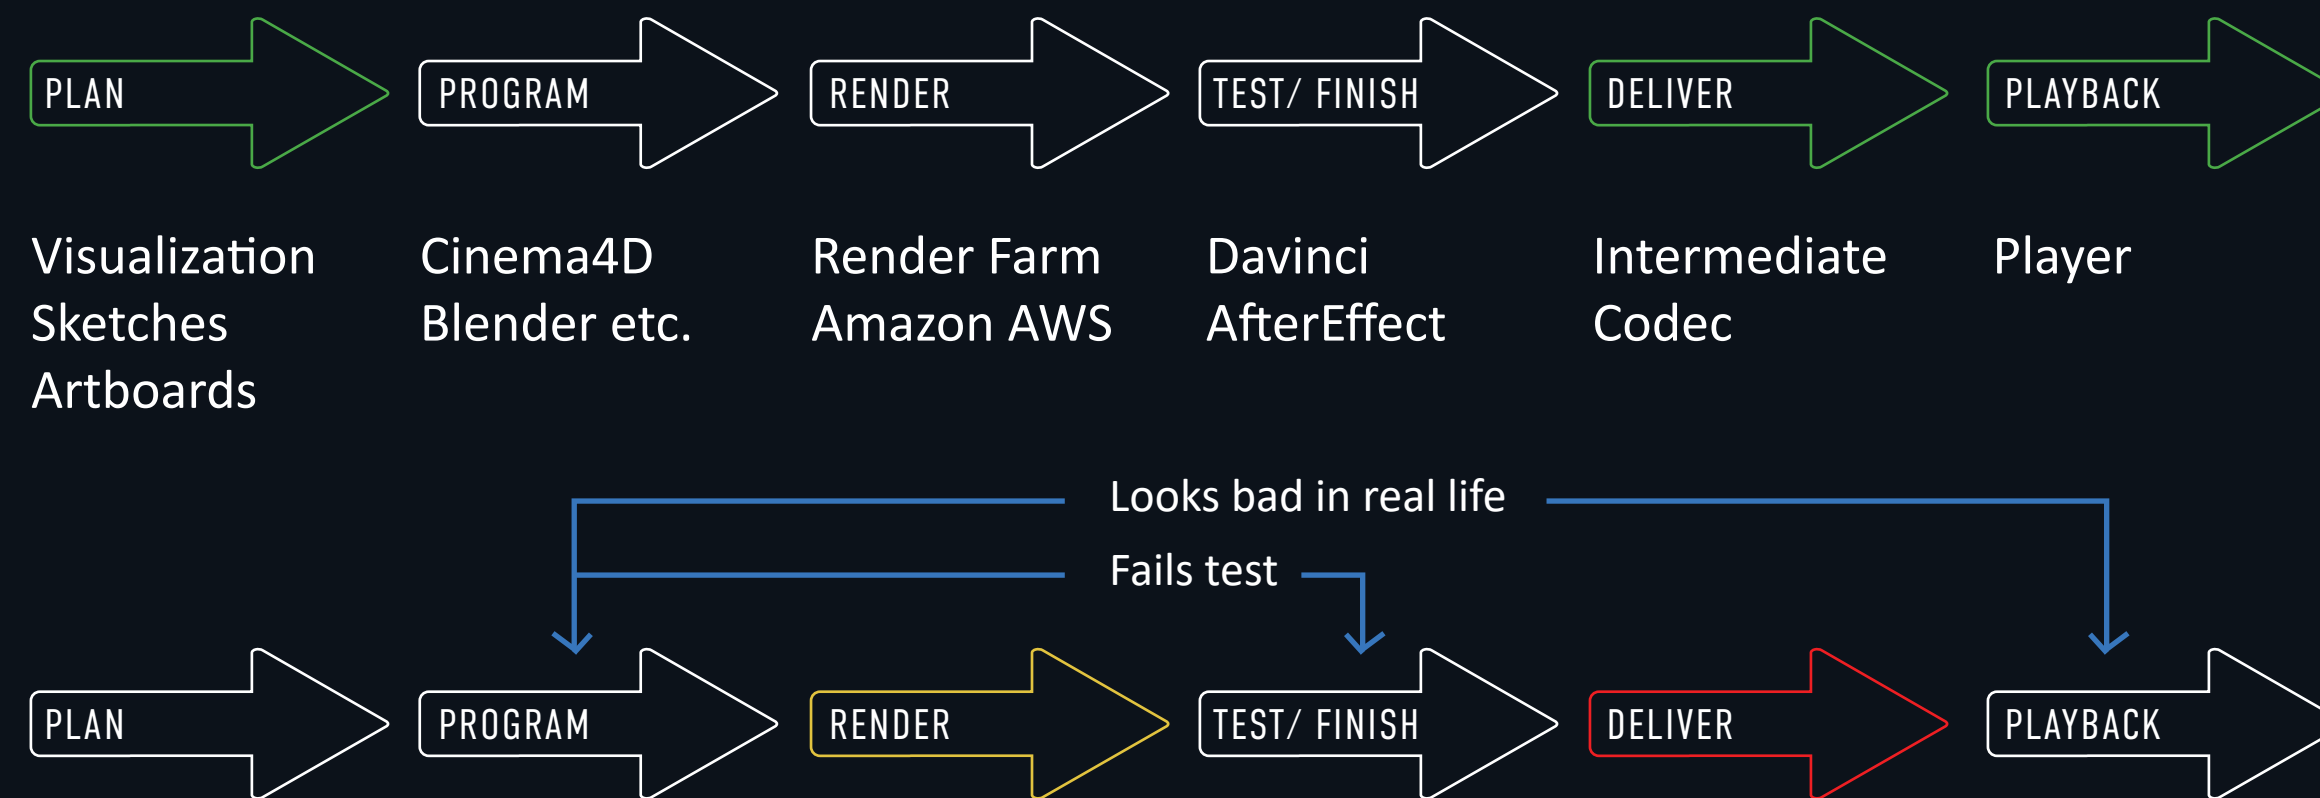 PLAN
PROGRAM
RENDER
TEST/ FINISH
DELIVER
PLAYBACK
Visualization
Sketches
Artboards
Cinema4D
Blender etc.
Render Farm
Amazon AWS
Davinci
AfterEffect
Intermediate
Codec
Player
Looks bad in real life
Fails test
PLAN
PROGRAM
RENDER
TEST/ FINISH
DELIVER
PLAYBACK